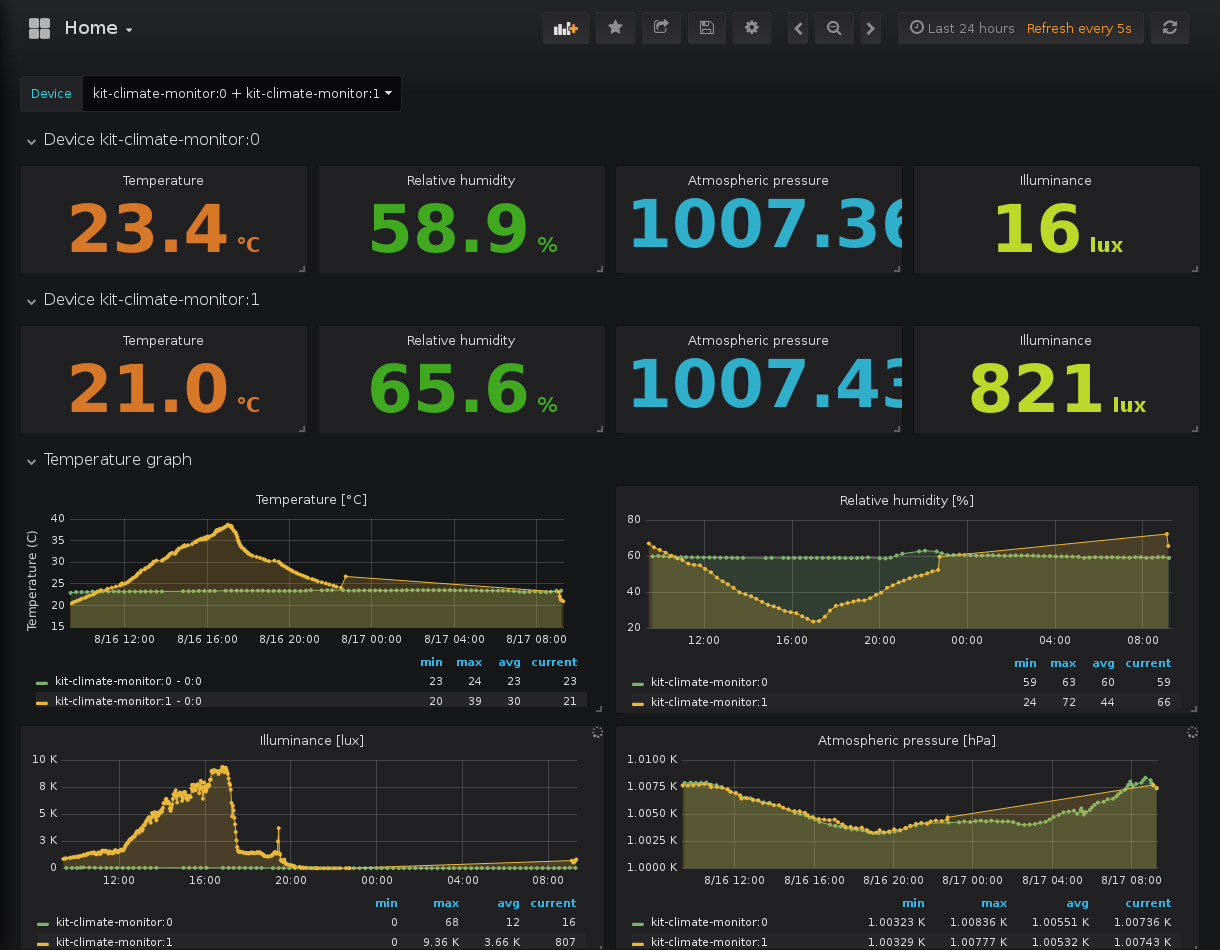 Home
Last 24 hours Refresh every 5s
Device kit-climate-monitor:0 + kit-climate-monitor:1
Device kit-climate-monitor:0
Temperature Relative humidity Atmospheric pressure Illuminance
23.4 °C 58.9 % 1007.36 16 lux
Device kit-climate-monitor:1
Temperature Relative humidity Atmospheric pressure Illuminance
21.0 °C 65.6 % 1007.43 821 lux
Temperature graph
Temperature [°C]
Temperature (C)
40
35
30
25
20
15
8/16 12:00 8/16 16:00 8/16 20:00 8/17 00:00 8/17 04:00 8/17 08:00
min max avg current
kit-climate-monitor:0 - 0:0 23 24 23 23
kit-climate-monitor:1 - 0:0 20 39 30 21
Relative humidity [%]
80
60
40
20
12:00 16:00 20:00 00:00 04:00 08:00
min max avg current
kit-climate-monitor:0 59 63 60 59
kit-climate-monitor:1 24 72 44 66
Illuminance [lux]
10 K
8 K
5 K
3 K
0
12:00 16:00 20:00 00:00 04:00 08:00
min max avg current
kit-climate-monitor:0 0 68 12 16
kit-climate-monitor:1 0 9.36 K 3.66 K 807
Atmospheric pressure [hPa]
1.0100 K
1.0075 K
1.0050 K
1.0025 K
1.0000 K
8/16 12:00 8/16 16:00 8/16 20:00 8/17 00:00 8/17 04:00 8/17 08:00
min max avg current
kit-climate-monitor:0 1.00323 K 1.00836 K 1.00551 K 1.00736 K
kit-climate-monitor:1 1.00329 K 1.00777 K 1.00532 K 1.00743 K